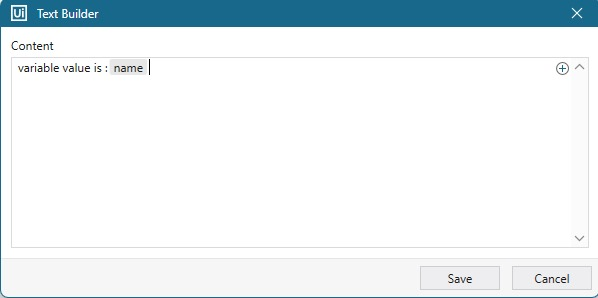 Ui Text Builder
Content
variable value is : name
Save Cancel